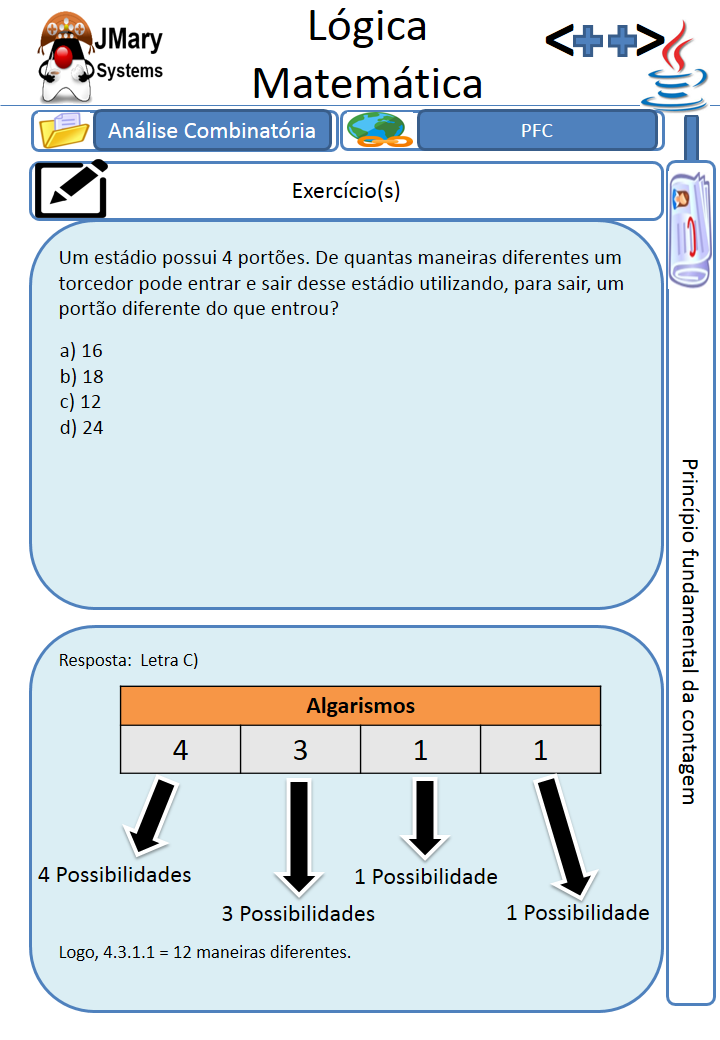 JMary
Systems
Lógica
Matemática
<++>
Análise Combinatória
PFC
Exercício(s)
Um estádio possui 4 portões. De quantas maneiras diferentes um
torcedor pode entrar e sair desse estádio utilizando, para sair, um
portão diferente do que entrou?
a) 16
b) 18
c) 12
d) 24
Princípio fundamental da contagem
Resposta:  Letra C)
Algarismos
4 3 1 1
4 Possibilidades
1 Possibilidade
3 Possibilidades
1 Possibilidade
Logo, 4.3.1.1 = 12 maneiras diferentes.